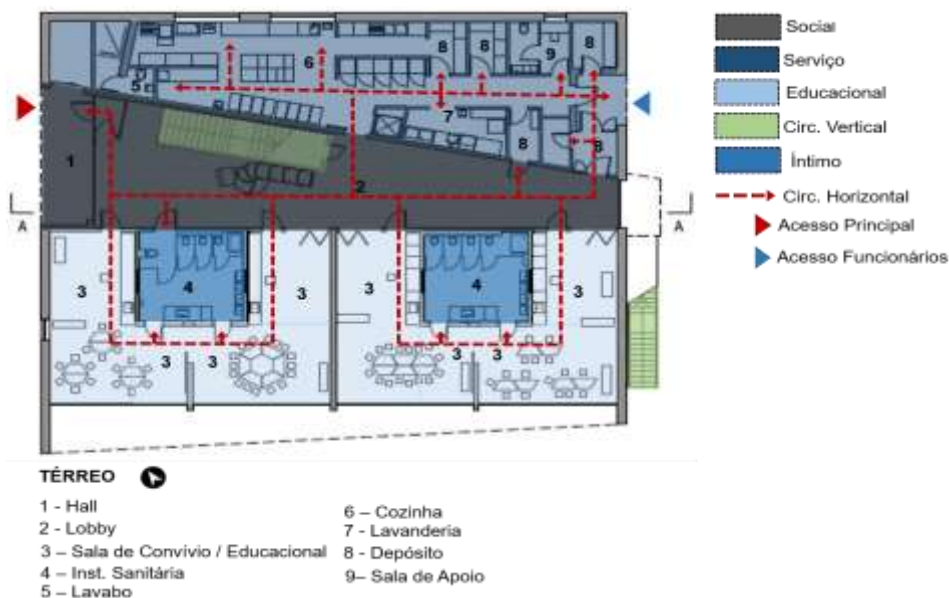 Social
Serviço
Educacional
Circ. Vertical
Íntimo
Circ. Horizontal
Acesso Principal
Acesso Funcionários
8
8
9
8
6
5
7
8
8
1
2
A
A
3
4
3
3
4
3
3
3
3
3
TÉRREO
1 - Hall
2 - Lobby
3 – Sala de Convívio / Educacional
4 – Inst. Sanitária
5 – Lavabo
6 – Cozinha
7 - Lavanderia
8 - Depósito
9– Sala de Apoio